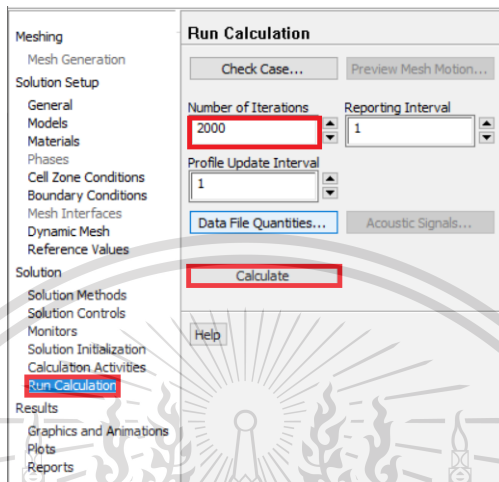 Meshing
Mesh Generation
Solution Setup
General
Models
Materials
Phases
Cell Zone Conditions
Boundary Conditions
Mesh Interfaces
Dynamic Mesh
Reference Values
Solution
Solution Methods
Solution Controls
Monitors
Solution Initialization
Calculation Activities
Run Calculation
Results
Graphics and Animations
Plots
Reports
Run Calculation
Check Case...
Preview Mesh Motion...
Number of Iterations
Reporting Interval
2000
1
Profile Update Interval
1
Data File Quantities...
Acoustic Signals...
Calculate
Help